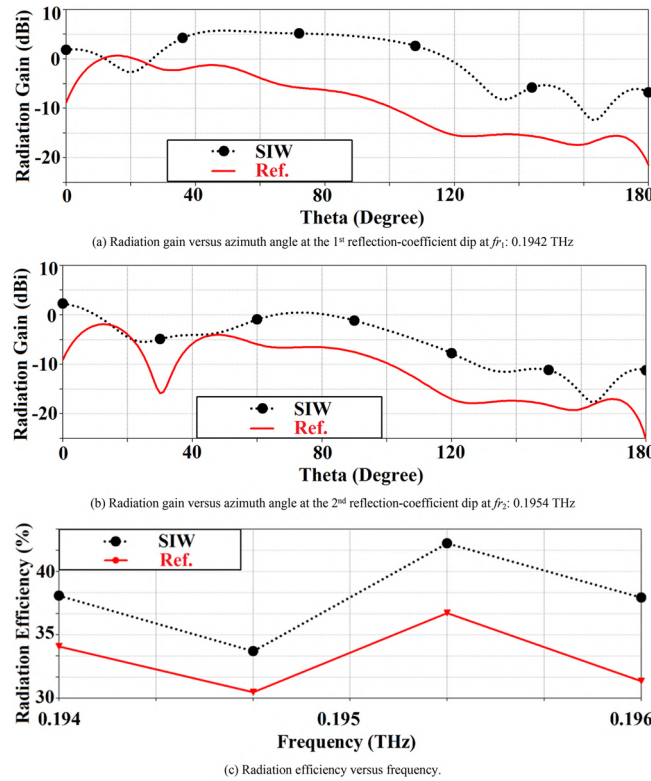 10
0
-10
-20
Radiation Gain (dBi)
SIW
Ref.
0 40 80 120 180
Theta (Degree)
(a) Radiation gain versus azimuth angle at the 1st reflection-coefficient dip at fr1: 0.1942 THz
10
0
-10
-20
Radiation Gain (dBi)
SIW
Ref.
0 40 80 120 180
Theta (Degree)
(b) Radiation gain versus azimuth angle at the 2nd reflection-coefficient dip at fr2: 0.1954 THz
Radiation Efficiency (%)
SIW
Ref.
40
35
30
0.194 0.195 0.196
Frequency (THz)
(c) Radiation efficiency versus frequency.